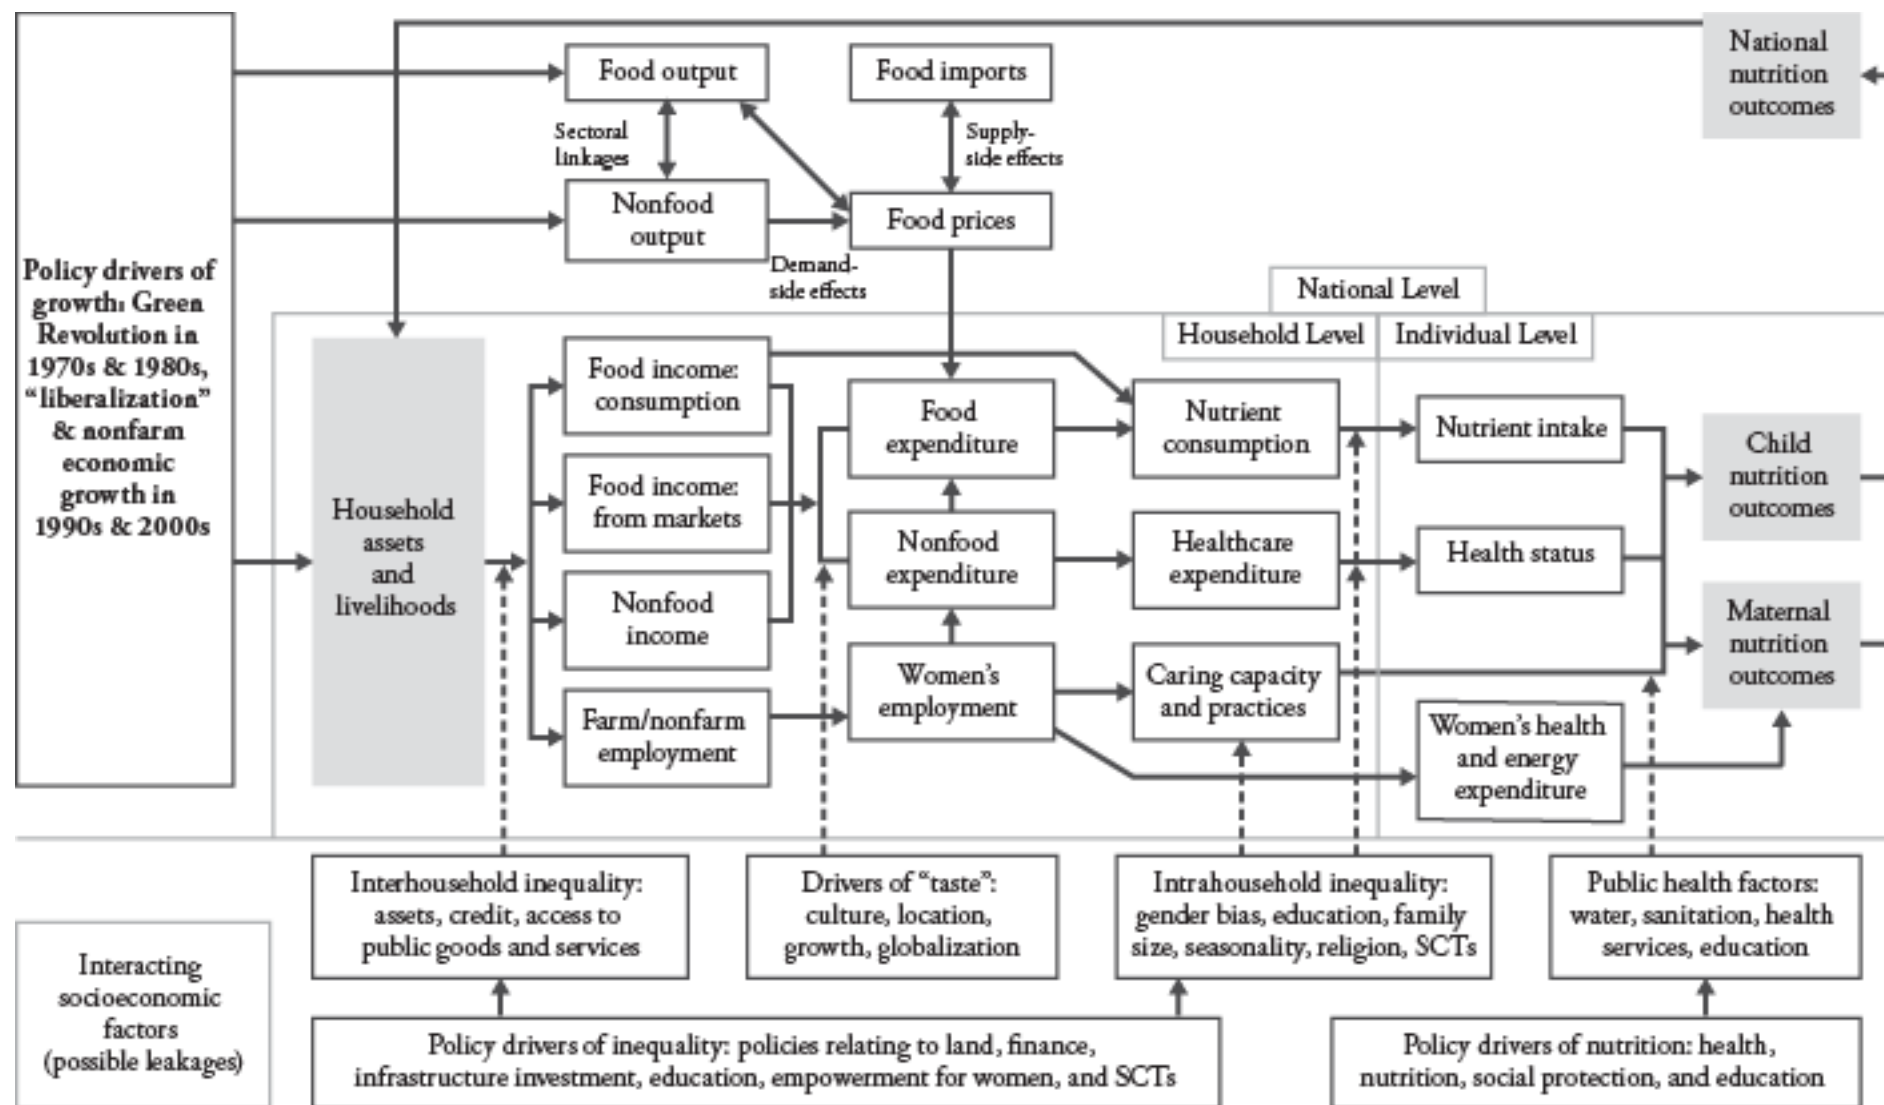 National
nutrition
outcomes
Food output
Food imports
Sectoral
linkages
Supply-
side effects
Nonfood
output
Food prices
Demand-
side effects
Policy drivers of
growth: Green
Revolution in
1970s & 1980s,
“liberalization”
& nonfarm
economic
growth in
1990s & 2000s
National Level
Household Level
Individual Level
Household
assets
and
livelihoods
Food income:
consumption
Food income:
from markets
Nonfood
income
Farm/nonfarm
employment
Food
expenditure
Nonfood
expenditure
Women’s
employment
Nutrient
consumption
Healthcare
expenditure
Caring capacity
and practices
Nutrient intake
Health status
Women’s health
and energy
expenditure
Child
nutrition
outcomes
Maternal
nutrition
outcomes
Interhousehold inequality:
assets, credit, access to
public goods and services
Drivers of “taste”:
culture, location,
growth, globalization
Intrahousehold inequality:
gender bias, education, family
size, seasonality, religion, SCTs
Public health factors:
water, sanitation, health
services, education
Interacting
socioeconomic
factors
(possible leakages)
Policy drivers of inequality: policies relating to land, finance,
infrastructure investment, education, empowerment for women, and SCTs
Policy drivers of nutrition: health,
nutrition, social protection, and education